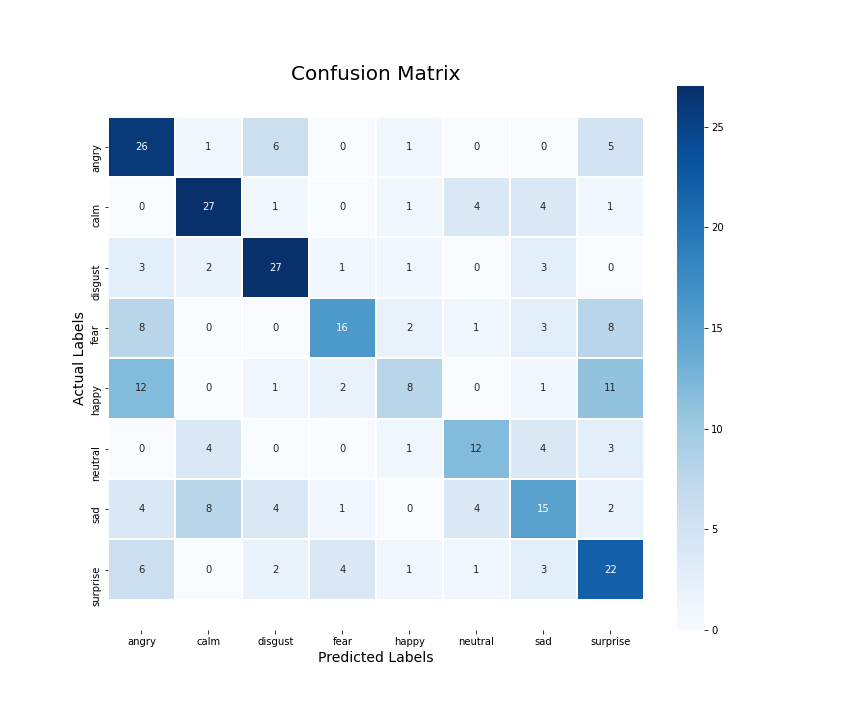 Confusion Matrix
Actual Labels
angry 26 1 6 0 1 0 0 5
calm 0 27 1 0 1 4 4 1
disgust 3 2 27 1 1 0 3 0
fear 8 0 0 16 2 1 3 8
happy 12 0 1 2 8 0 1 11
neutral 0 4 0 0 1 12 4 3
sad 4 8 4 1 0 4 15 2
surprise 6 0 2 4 1 1 3 22
angry calm disgust fear happy neutral sad surprise
Predicted Labels
25
20
15
10
5
0